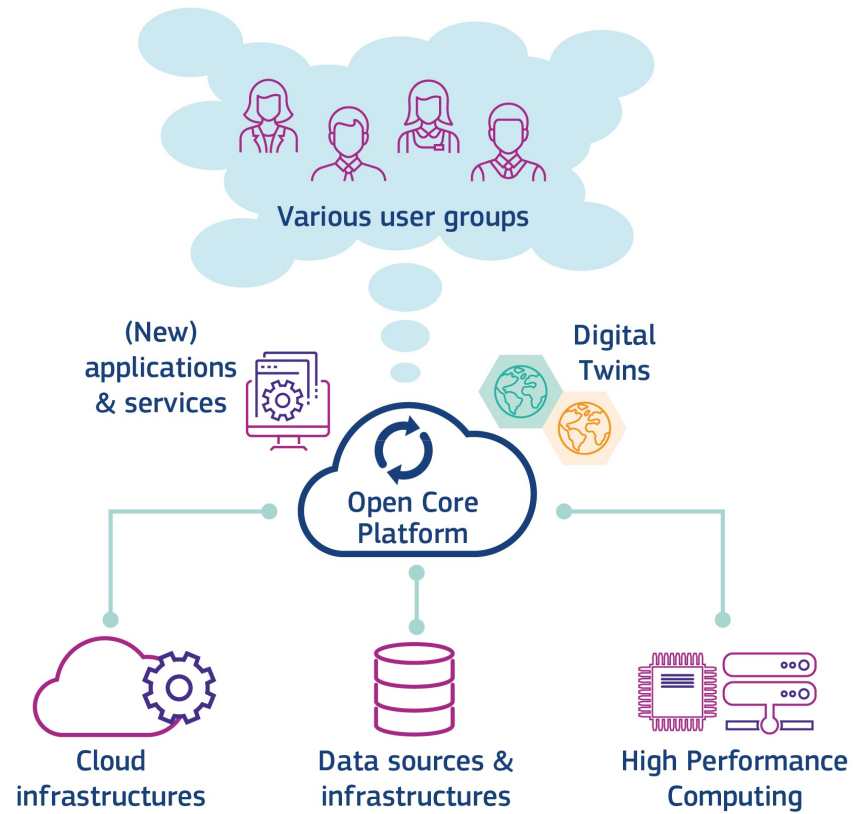 Various user groups
(New)
applications
& services
Digital
Twins
Open Core
Platform
Cloud
infrastructures
Data sources &
infrastructures
High Performance
Computing